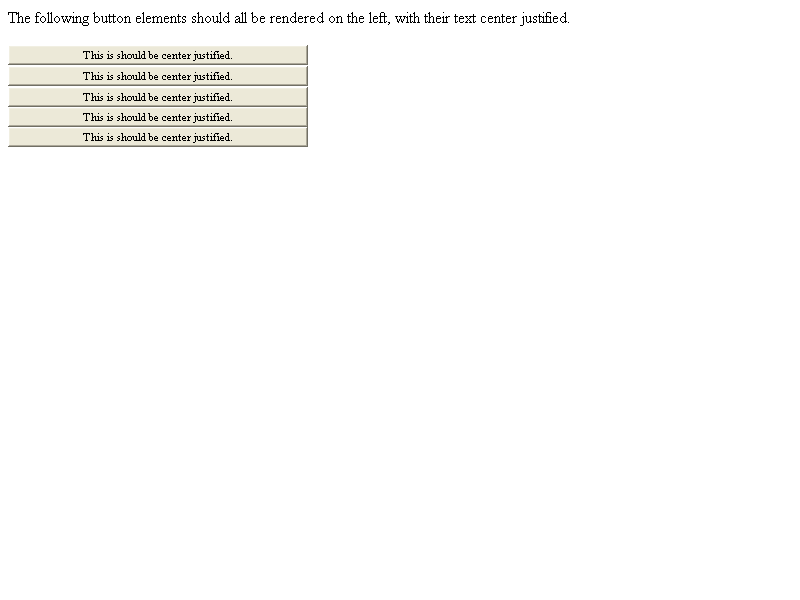 The following button elements should all be rendered on the left, with their text center justified.
This is should be center justified.
This is should be center justified.
This is should be center justified.
This is should be center justified.
This is should be center justified.